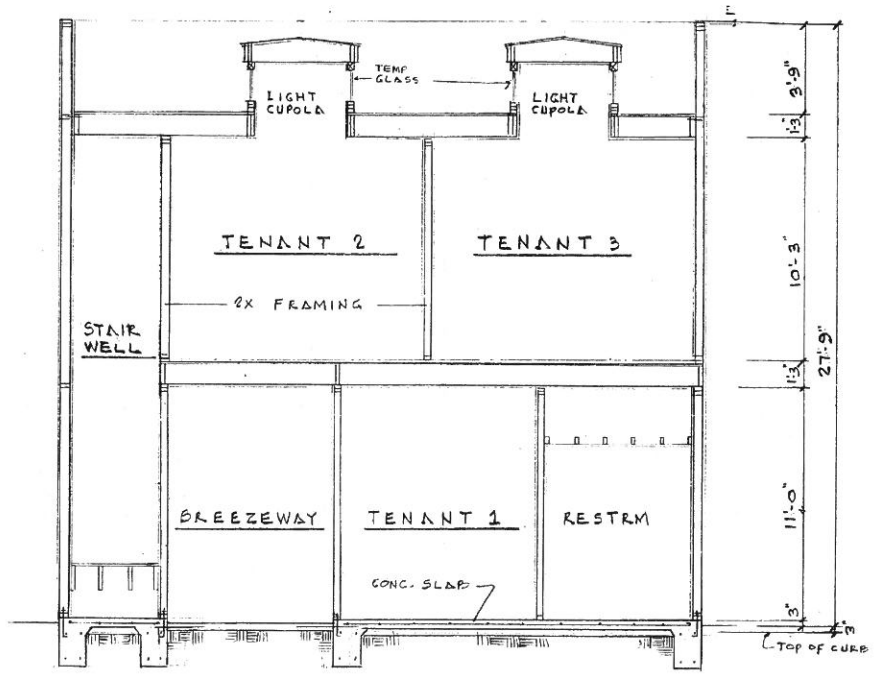 TEMP
GLASS
LIGHT
CUPOLA
LIGHT
CUPOLA
3'-9"
1'-3"
TENANT 2
TENANT 3
10'-3"
2X FRAMING
STAIR
WELL
1'-3"
27'-9"
BREEZEWAY
TENANT 1
RESTRM
11'-0"
CONC. SLAB
3"
3"
TOP OF CURB